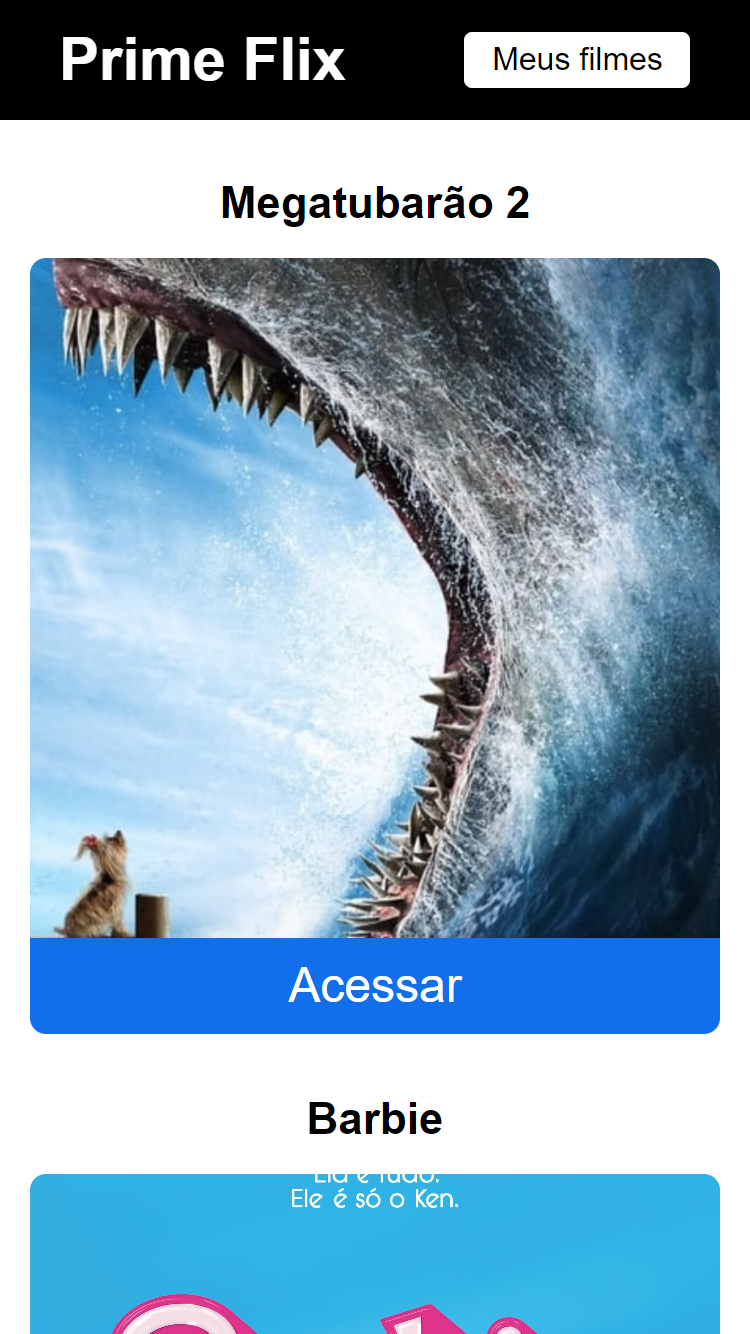 Prime Flix
Meus filmes
Megatubarão 2
Acessar
Barbie
Ela é tudo.
Ele é só o Ken.